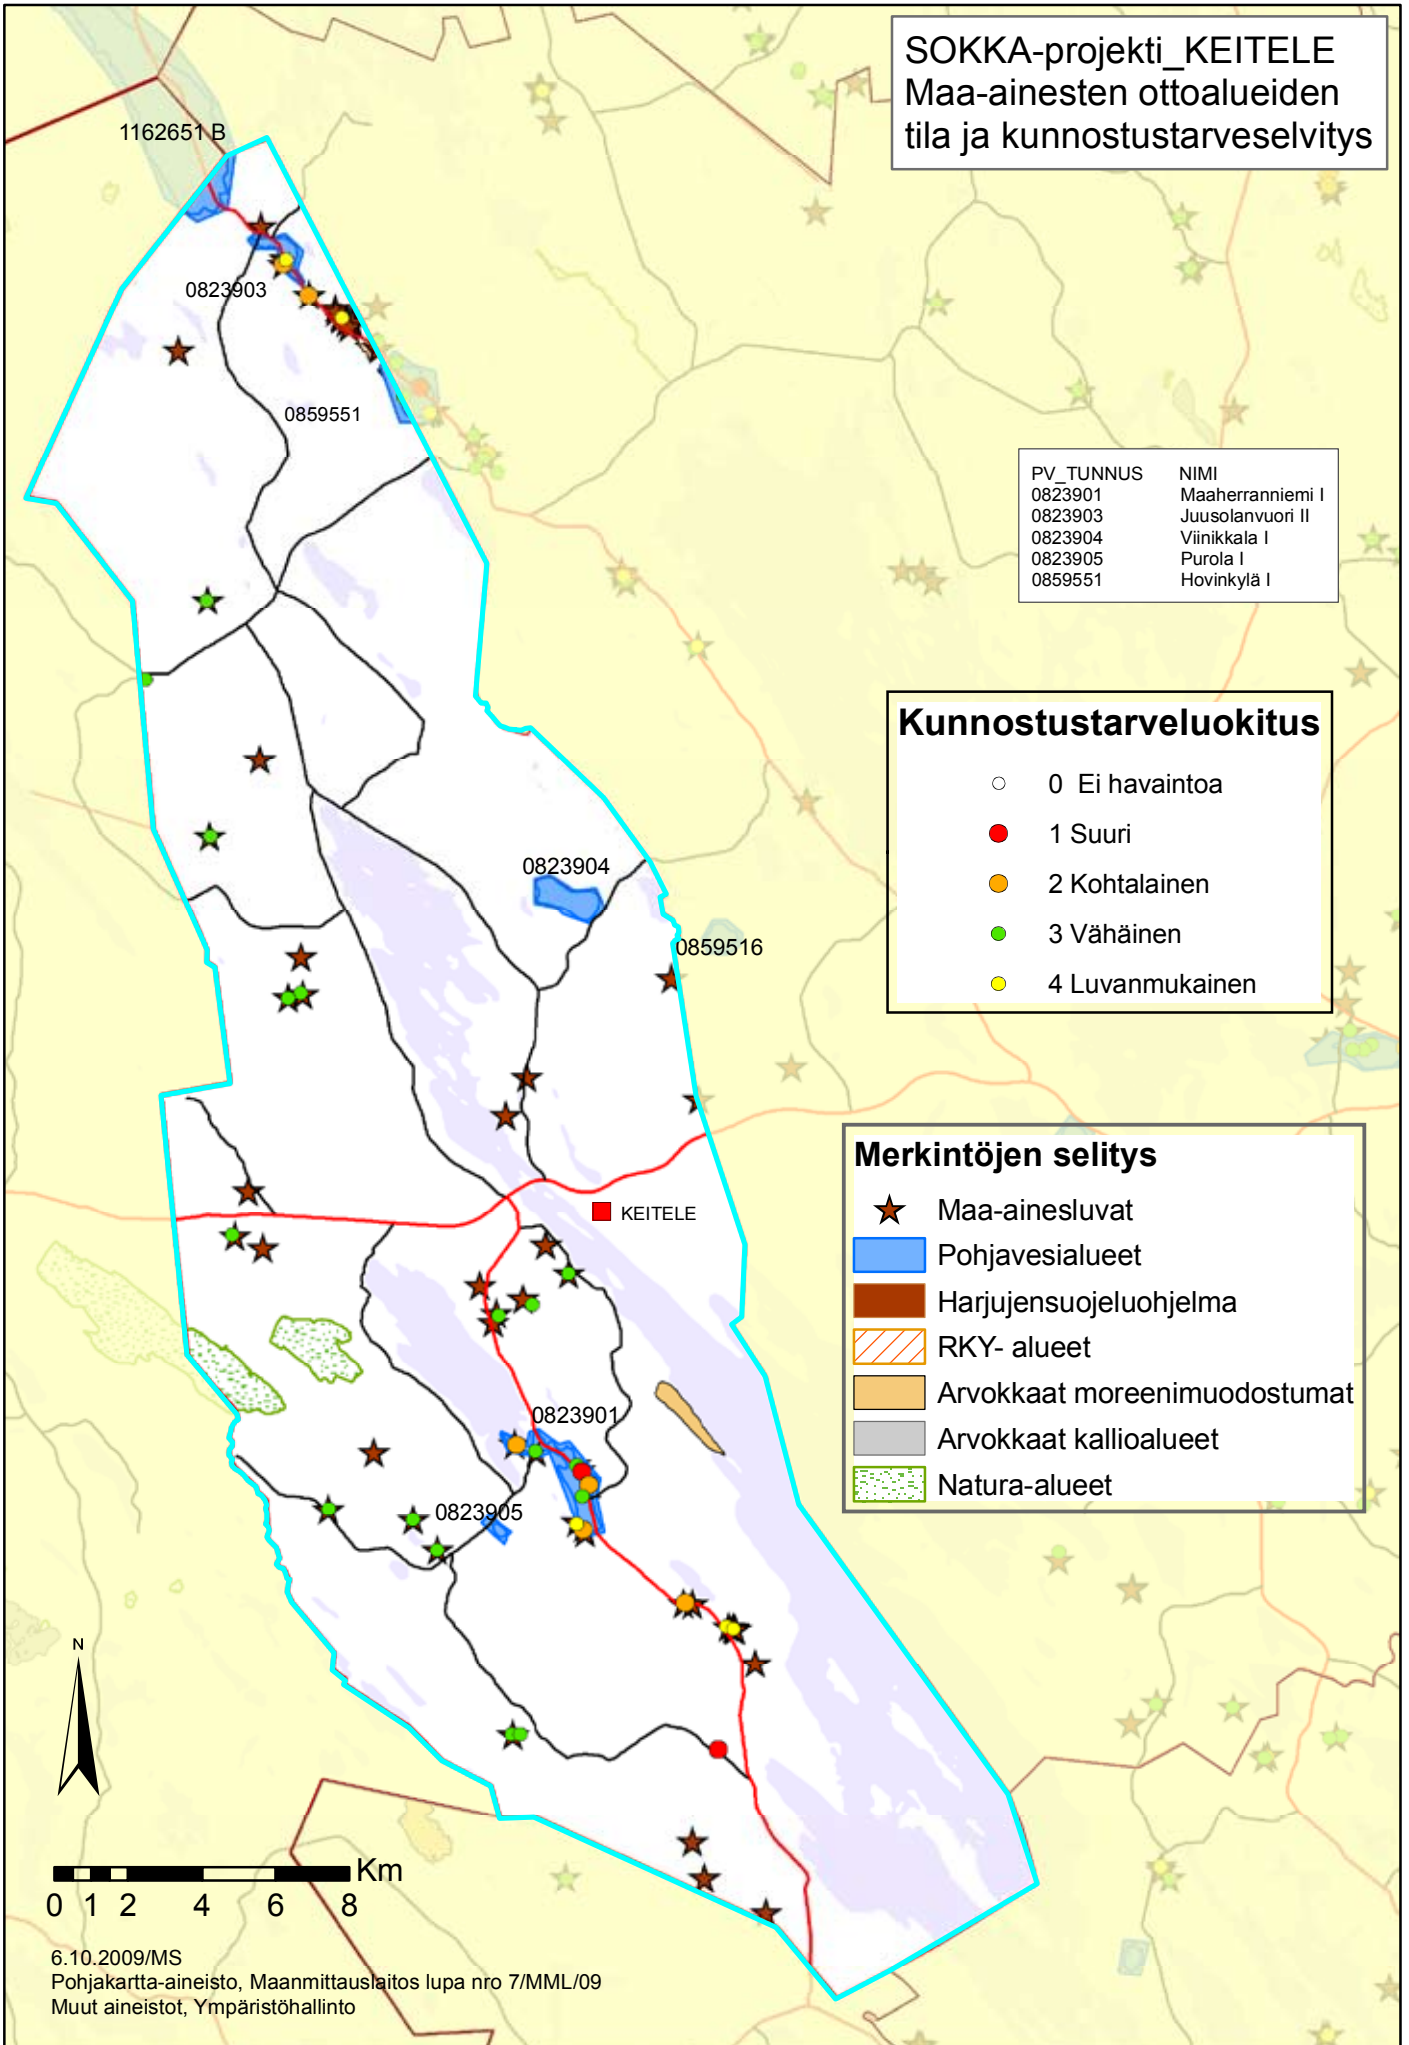 SOKKA-projekti_KEITELE
Maa-ainesten ottoalueiden
tila ja kunnostustarveselvitys
1162651 B
0823903
0859551
PV_TUNNUS NIMI
0823901 Maaherranniemi I
0823903 Juusolanvuori II
0823904 Viinikkala I
0823905 Purola I
0859551 Hovinkylä I
Kunnostustarveluokitus
0 Ei havaintoa
1 Suuri
2 Kohtalainen
3 Vähäinen
4 Luvanmukainen
0823904
0859516
Merkintöjen selitys
Maa-ainesluvat
Pohjavesialueet
Harjujensuojeluohjelma
RKY- alueet
Arvokkaat moreenimuodostumat
Arvokkaat kallioalueet
Natura-alueet
KEITELE
0823901
0823905
N
Km
0 1 2 4 6 8
6.10.2009/MS
Pohjakartta-aineisto, Maanmittauslaitos lupa nro 7/MML/09
Muut aineistot, Ympäristöhallinto